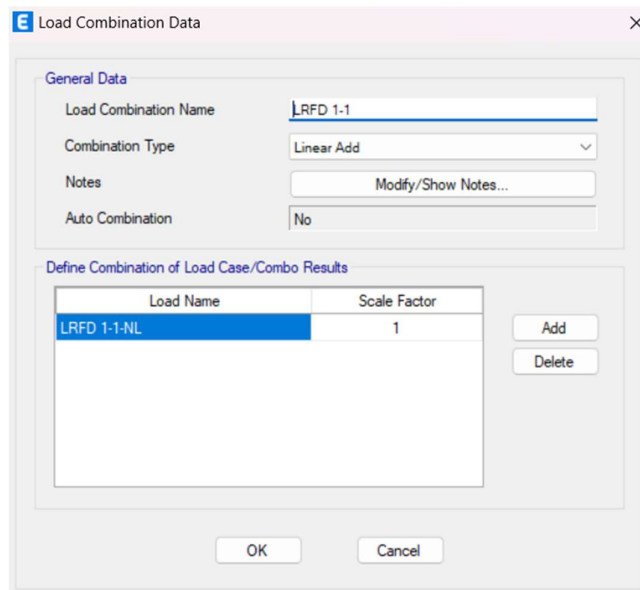 E Load Combination Data
General Data
Load Combination Name LRFD 1-1
Combination Type Linear Add
Notes Modify/Show Notes...
Auto Combination No
Define Combination of Load Case/Combo Results
Load Name Scale Factor
LRFD 1-1-NL 1
Add
Delete
OK Cancel